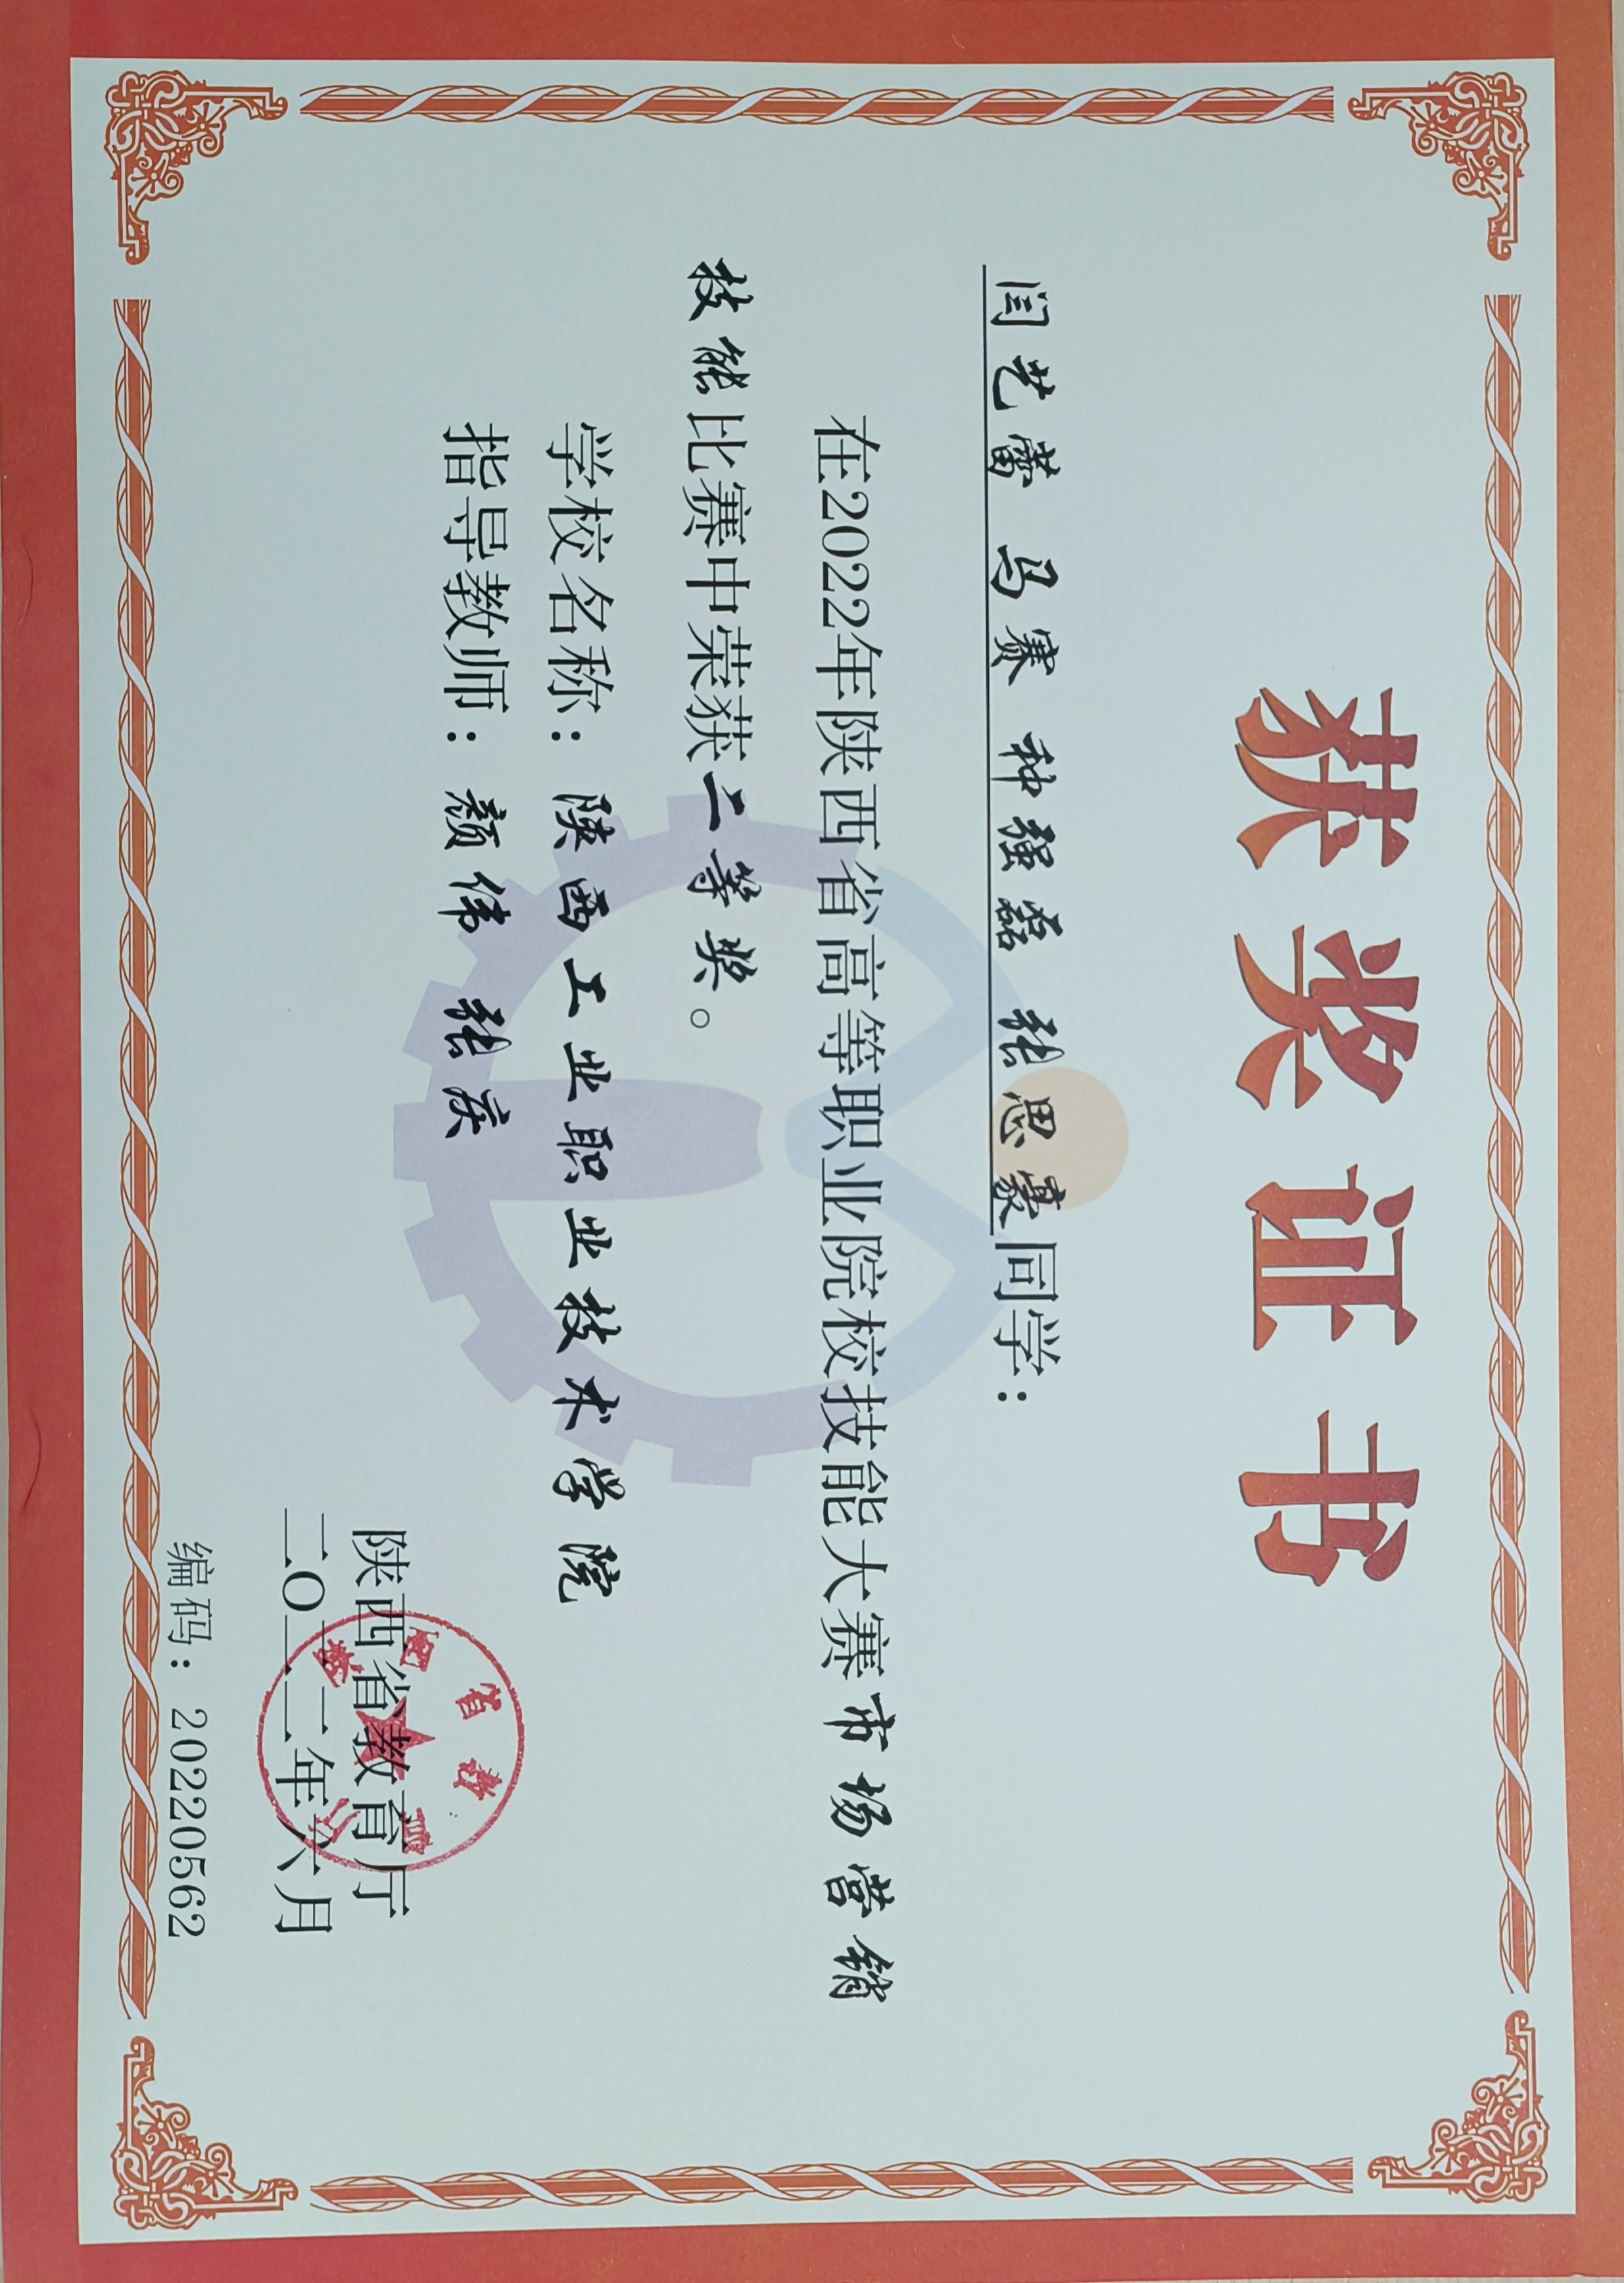 获奖证书
闫艺蕾 马赛 种强磊 张思蒙同学：
在2022年陕西省高等职业院校技能大赛市场营销
技能比赛中荣获二等奖。
学校名称：陕西工业职业技术学院
指导教师：颜伟 张庆
陕西省教育厅
二〇二二年六月
编码：20220562